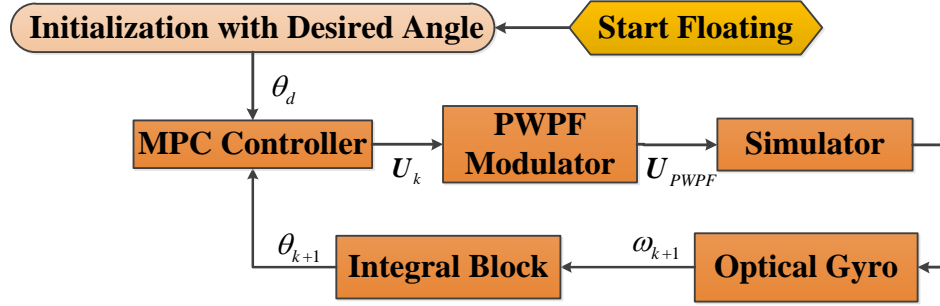 Initialization with Desired Angle
Start Floating
θd
MPC Controller
Uk
PWPF
Modulator
UPWPF
Simulator
θk+1
Integral Block
ωk+1
Optical Gyro